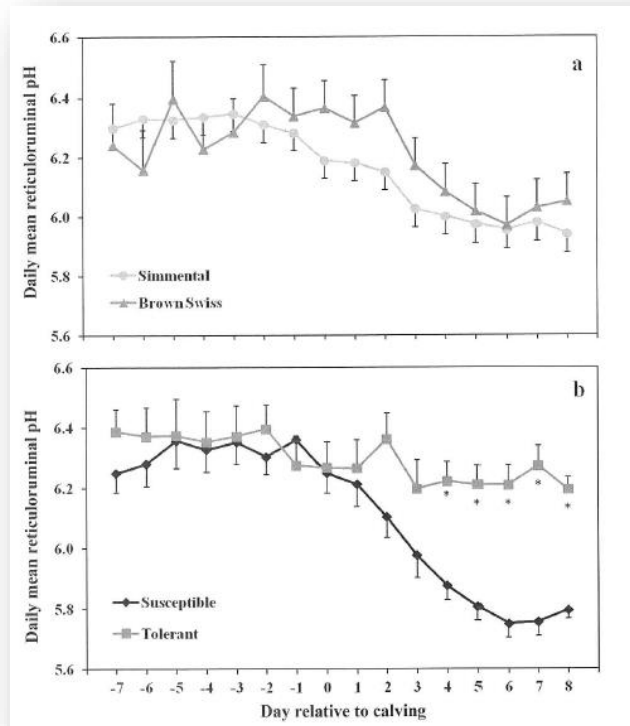 a
6.6
6.4
6.2
6.0
5.8
5.6
Daily mean reticuloruminal pH
Simmental
Brown Swiss
b
6.6
6.4
6.2
6.0
5.8
5.6
Daily mean reticuloruminal pH
* * * * *
Susceptible
Tolerant
-7 -6 -5 -4 -3 -2 -1 0 1 2 3 4 5 6 7 8
Day relative to calving